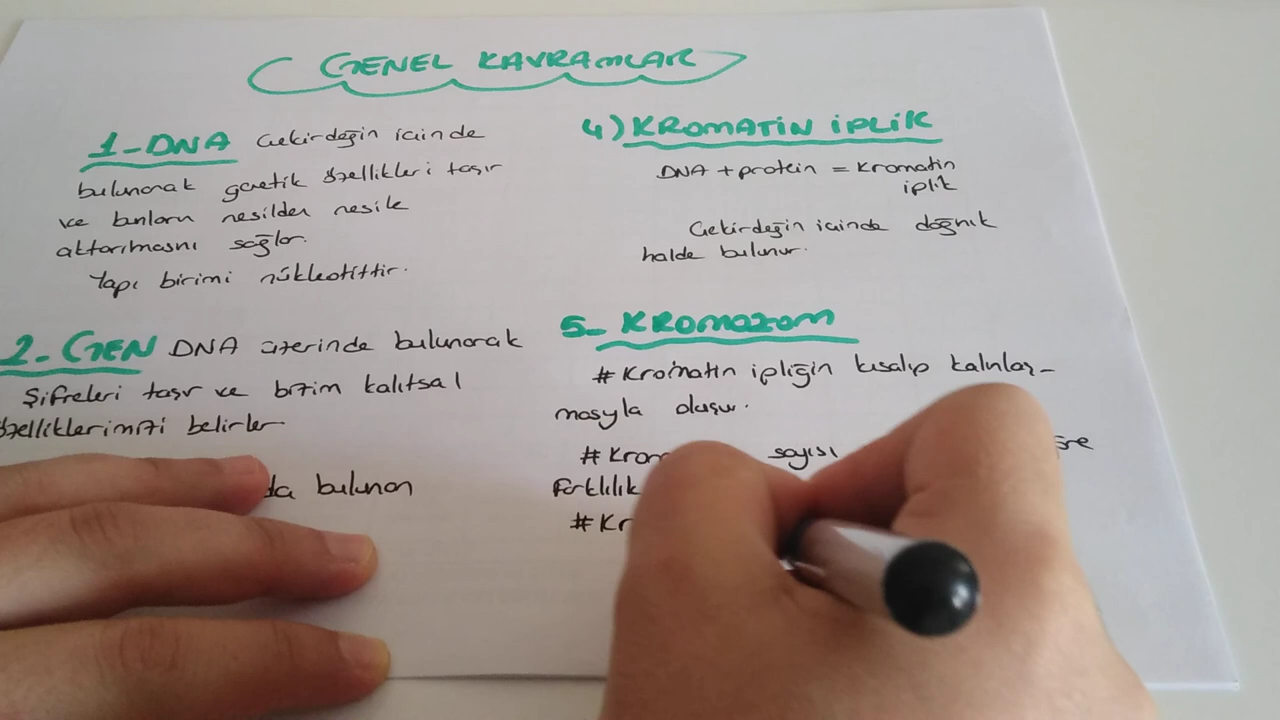 GENEL KAVRAMLAR
1-DNA Çekirdeğin içinde
bulunarak genetik özellikleri taşır
ve bunların nesilden nesile
aktarılmasını sağlar.
Yapı birimi nükleotittir.
2-GEN DNA üzerinde bulunarak
şifreleri taşır ve bizim kalıtsal
özelliklerimizi belirler.
bulunan
4) KROMATİN İPLİK
DNA + protein = Kromatin
iplik
Çekirdeğin içinde dağınık
halde bulunur.
5- KROMOZOM
# Kromatin ipliğin kısalıp kalınlaş-
masıyla oluşur.
# Krom sayısı
farklılık
# Kr